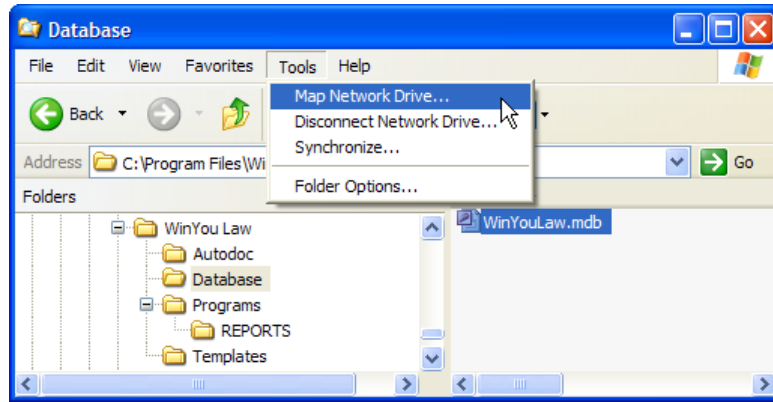 Database
File Edit View Favorites Tools Help
Map Network Drive...
Disconnect Network Drive...
Synchronize...
Folder Options...
Back
Address C:\Program Files\Wi
Go
Folders
WinYou Law
Autodoc
Database
Programs
REPORTS
Templates
WinYouLaw.mdb